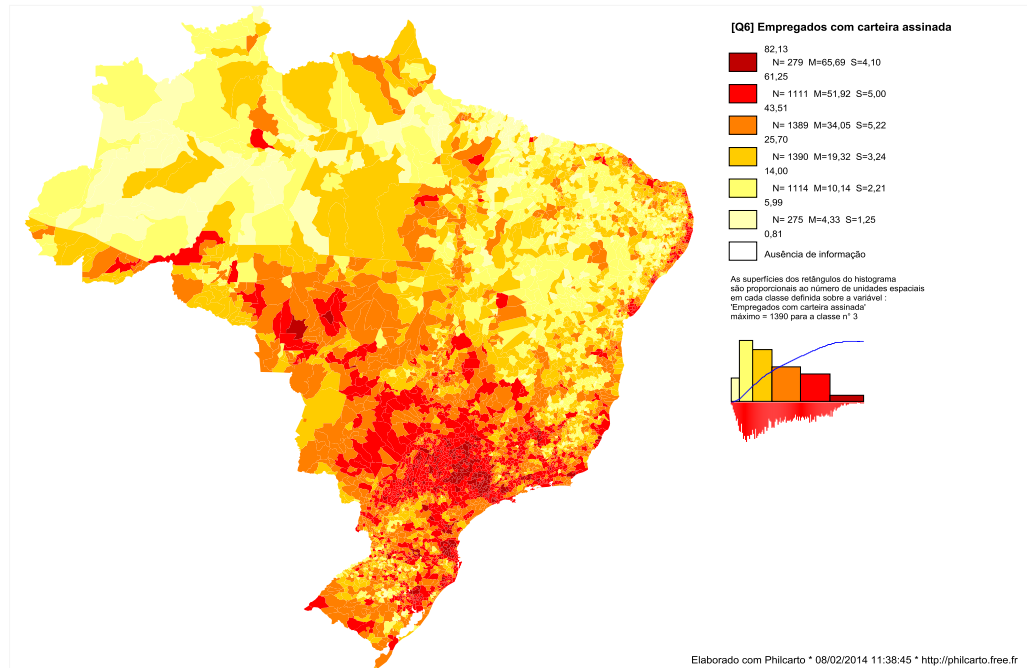 [Q6] Empregados com carteira assinada
82,13
N= 279 M=65,69 S=4,10
61,25
N= 1111 M=51,92 S=5,00
43,51
N= 1389 M=34,05 S=5,22
25,70
N= 1390 M=19,32 S=3,24
14,00
N= 1114 M=10,14 S=2,21
5,99
N= 275 M=4,33 S=1,25
0,81
Ausência de informação
As superfícies dos retângulos do histograma
são proporcionais ao número de unidades espaciais
em cada classe definida sobre a variável :
'Empregados com carteira assinada'
máximo = 1390 para a classe n° 3
Elaborado com Philcarto * 08/02/2014 11:38:45 * http://philcarto.free.fr